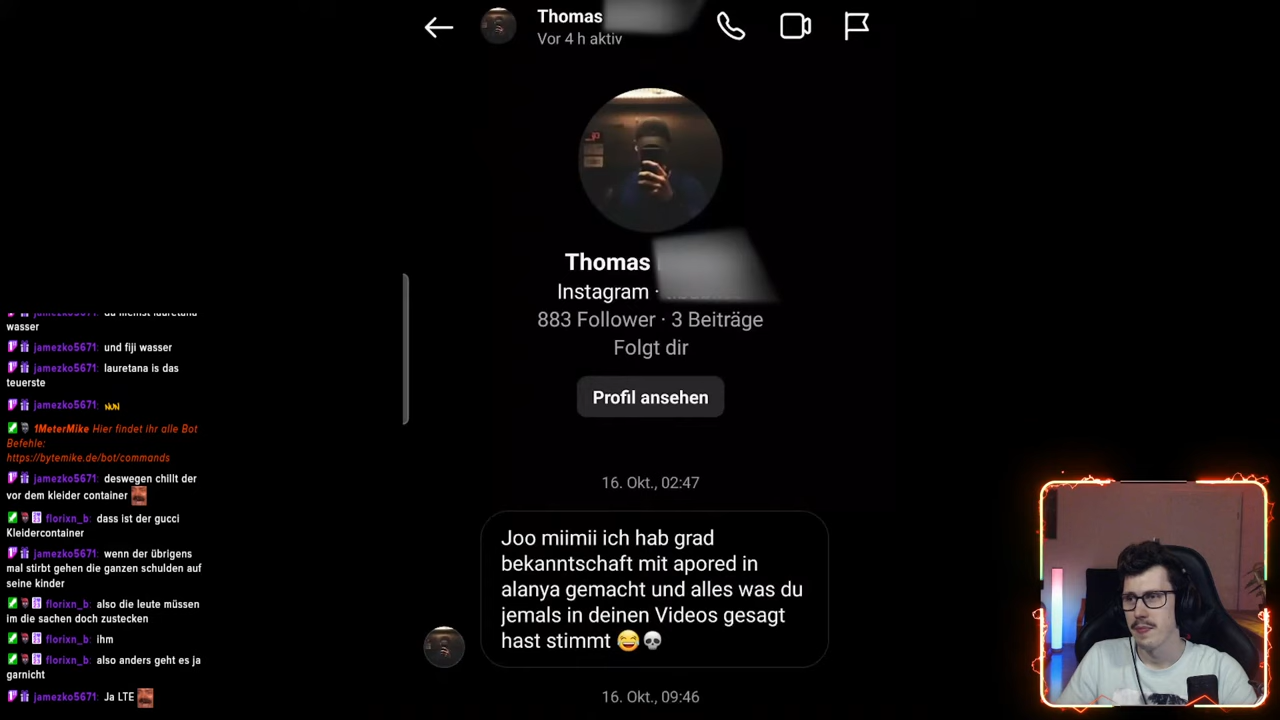 Thomas
Vor 4 h aktiv
Thomas
Instagram ·
883 Follower · 3 Beiträge
Folgt dir
Profil ansehen
16. Okt., 02:47
Joo miimii ich hab grad
bekanntschaft mit apored in
alanya gemacht und alles was du
jemals in deinen Videos gesagt
hast stimmt 😂💀
16. Okt., 09:46
wasser
jamezko5671: und fiji wasser
jamezko5671: lauretana is das
teuerste
jamezko5671:
1MeterMike Hier findet ihr alle Bot
Befehle:
https://bytemike.de/bot/commands
jamezko5671: deswegen chillt der
vor dem kleider container
florixn_b: dass ist der gucci
Kleidercontainer
jamezko5671: wenn der übrigens
mal stirbt gehen die ganzen schulden auf
seine kinder
florixn_b: also die leute müssen
im die sachen doch zustecken
florixn_b: ihm
florixn_b: also anders geht es ja
garnicht
jamezko5671: Ja LTE